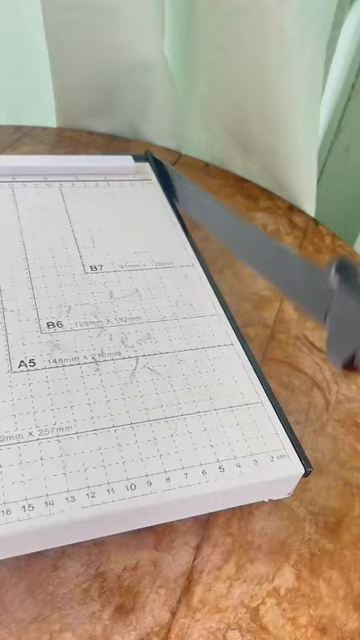 B7
B6 128mm X 182mm
A5 148mm X 210mm
2mm X 257mm
16 15 14 13 12 11 10 9 8 7 6 5 4 3 2 cm